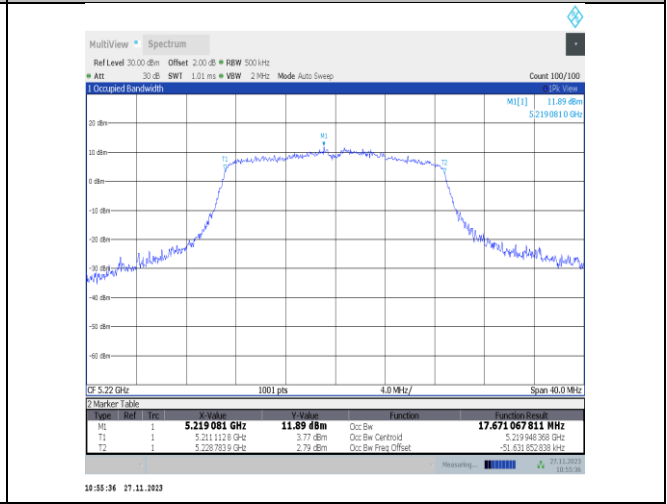 MultiView Spectrum
Ref Level 30.00 dBm Offset 2.00 dB RBW 500 kHz
Att 30 dB SWT 1.01 ms VBW 2 MHz Mode Auto Sweep Count 100/100
1 Occupied Bandwidth 1Pk View
M1[1] 11.89 dBm
5.2190810 GHz
20 dBm
M1
10 dBm
T1 T2
0 dBm
-10 dBm
-20 dBm
-30 dBm
-40 dBm
-50 dBm
-60 dBm
CF 5.22 GHz 1001 pts 4.0 MHz/ Span 40.0 MHz
2 Marker Table
Type Ref Trc X-Value Y-Value Function Function Result
M1 1 5.219 081 GHz 11.89 dBm Occ Bw 17.671 067 811 MHz
T1 1 5.211 112 8 GHz 3.77 dBm Occ Bw Centroid 5.219 948 368 GHz
T2 1 5.228 783 9 GHz 2.79 dBm Occ Bw Freq Offset -51.631 852 838 kHz
Measuring... 27.11.2023
10:55:36
10:55:36 27.11.2023